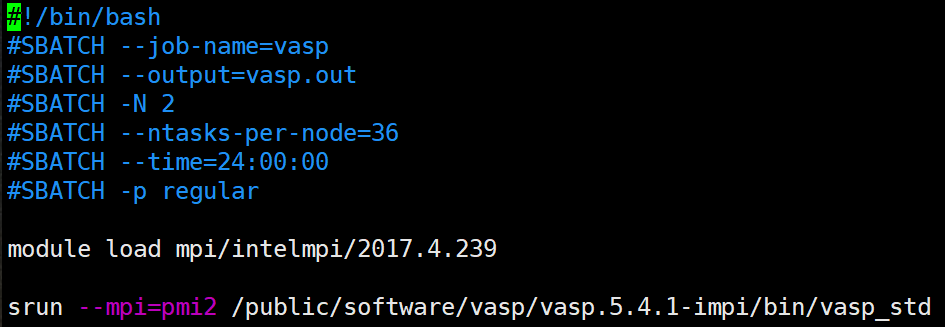 #!/bin/bash
#SBATCH --job-name=vasp
#SBATCH --output=vasp.out
#SBATCH -N 2
#SBATCH --ntasks-per-node=36
#SBATCH --time=24:00:00
#SBATCH -p regular
module load mpi/intelmpi/2017.4.239
srun --mpi=pmi2 /public/software/vasp/vasp.5.4.1-impi/bin/vasp_std